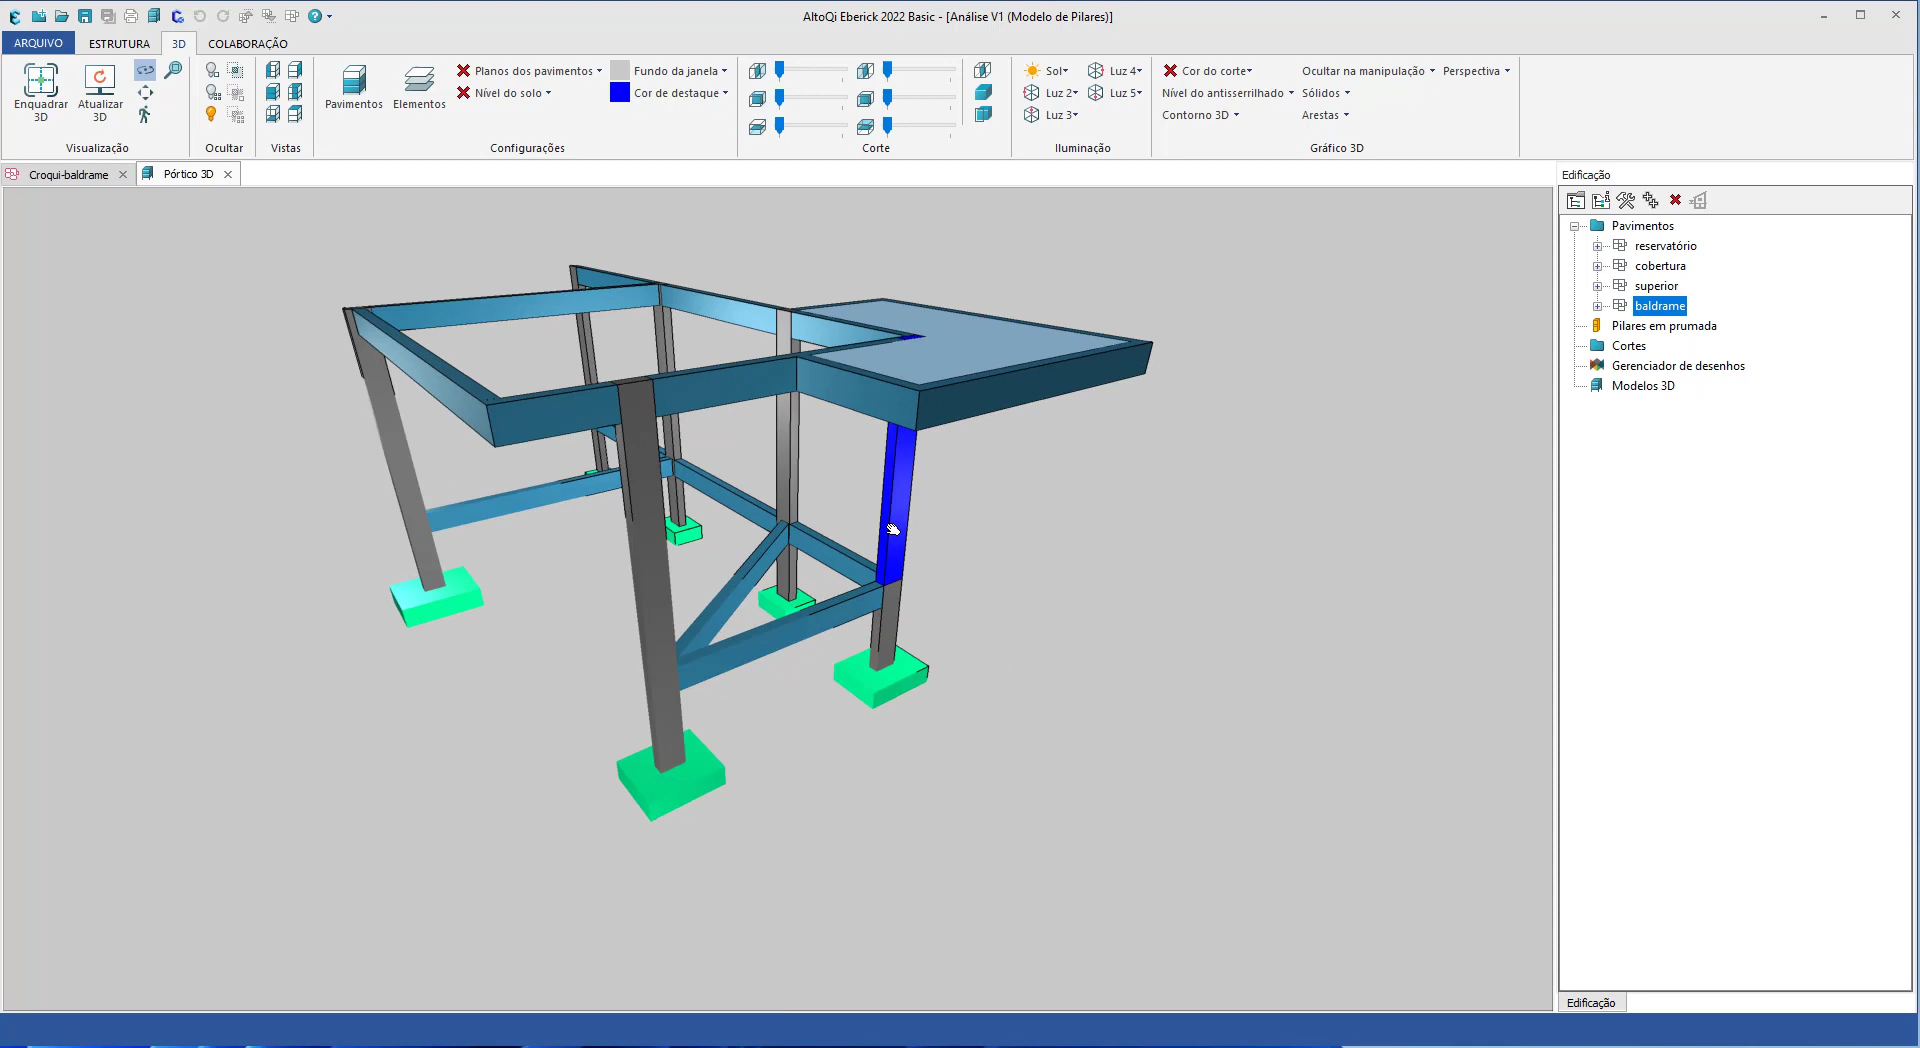 AltoQi Eberick 2022 Basic - [Análise V1 (Modelo de Pilares)]
ARQUIVO
ESTRUTURA
3D
COLABORAÇÃO
Enquadrar 3D
Atualizar 3D
Visualização
Ocultar
Vistas
Pavimentos
Elementos
Planos dos pavimentos
Nível do solo
Fundo da janela
Cor de destaque
Configurações
Corte
Sol
Luz 2
Luz 3
Luz 4
Luz 5
Iluminação
Cor do corte
Nível do antisserrilhado
Contorno 3D
Ocultar na manipulação
Sólidos
Arestas
Perspectiva
Gráfico 3D
Croqui-baldrame
Pórtico 3D
Edificação
Pavimentos
reservatório
cobertura
superior
baldrame
Pilares em prumada
Cortes
Gerenciador de desenhos
Modelos 3D
Edificação